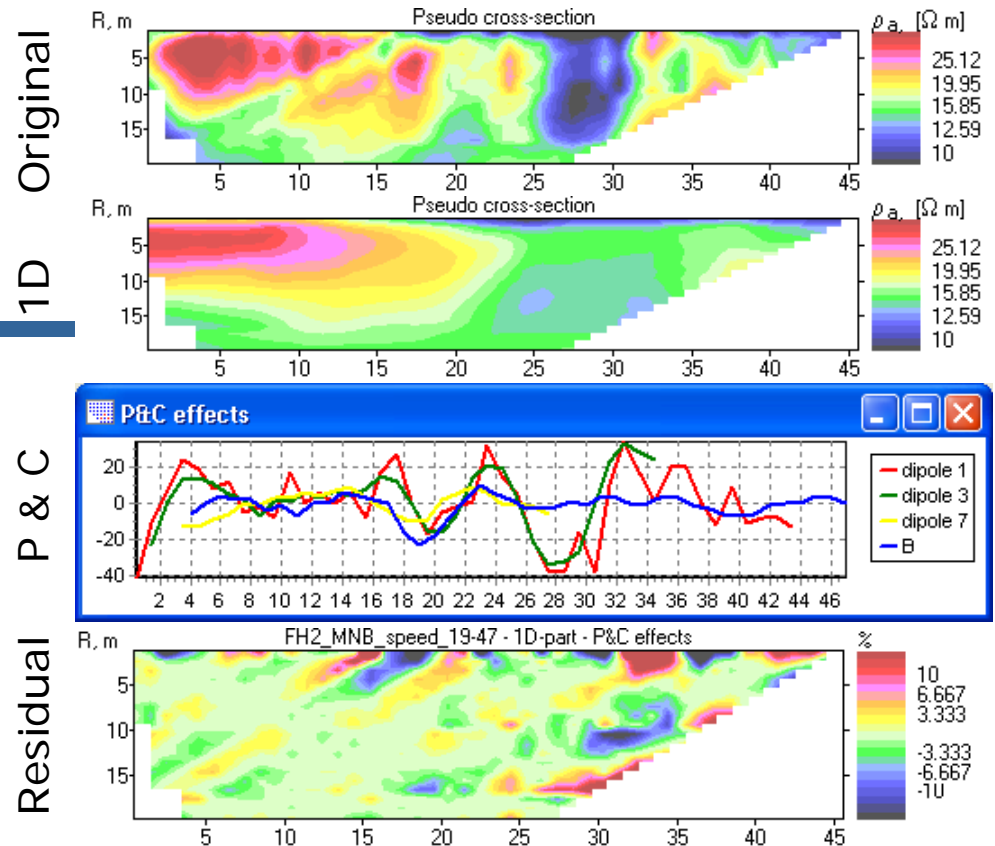 Original
R, m
Pseudo cross-section
ρa, [Ω m]
5
10
15
25.12
19.95
15.85
12.59
10
5 10 15 20 25 30 35 40 45
1D
R, m
Pseudo cross-section
ρa, [Ω m]
5
10
15
25.12
19.95
15.85
12.59
10
5 10 15 20 25 30 35 40 45
P & C
P&C effects
20
0
-20
-40
2 4 6 8 10 12 14 16 18 20 22 24 26 28 30 32 34 36 38 40 42 44 46
dipole 1
dipole 3
dipole 7
B
Residual
R, m
FH2_MNB_speed_19-47 - 1D-part - P&C effects
%
5
10
15
10
6.667
3.333
-3.333
-6.667
-10
5 10 15 20 25 30 35 40 45